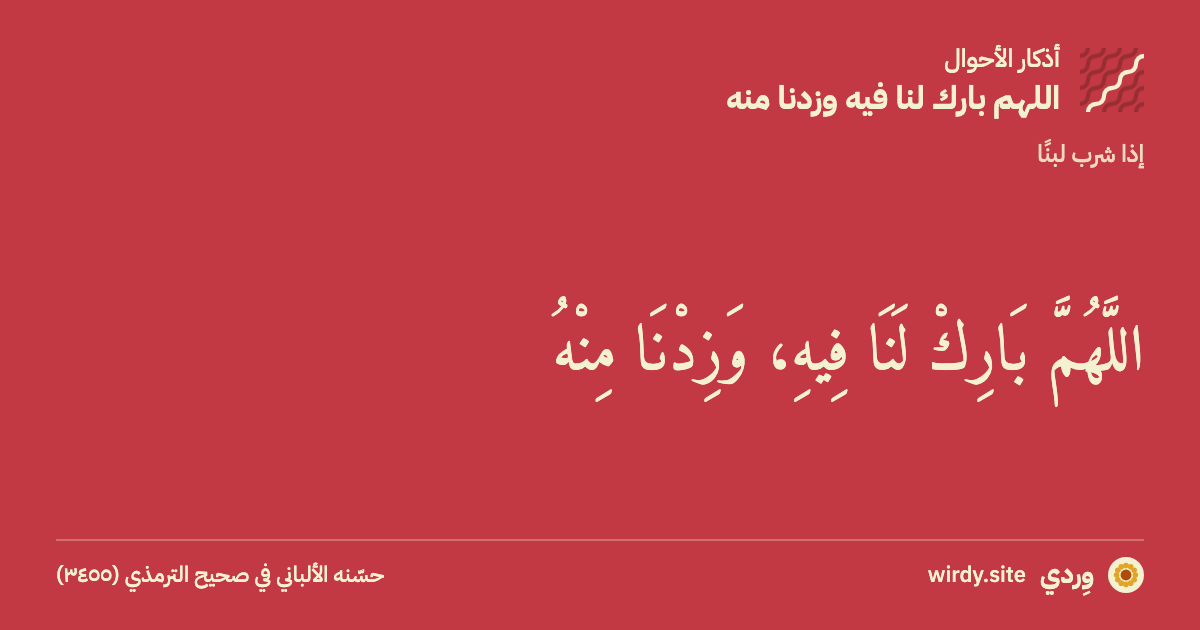 أذكار الأحوال
اللهم بارك لنا فيه وزدنا منه
إذا شرب لبنًا
اللَّهُمَّ بَارِكْ لَنَا فِيهِ، وَزِدْنَا مِنْهُ
وِردي wirdy.site
حسّنه الألباني في صحيح الترمذي (٣٤٥٥)